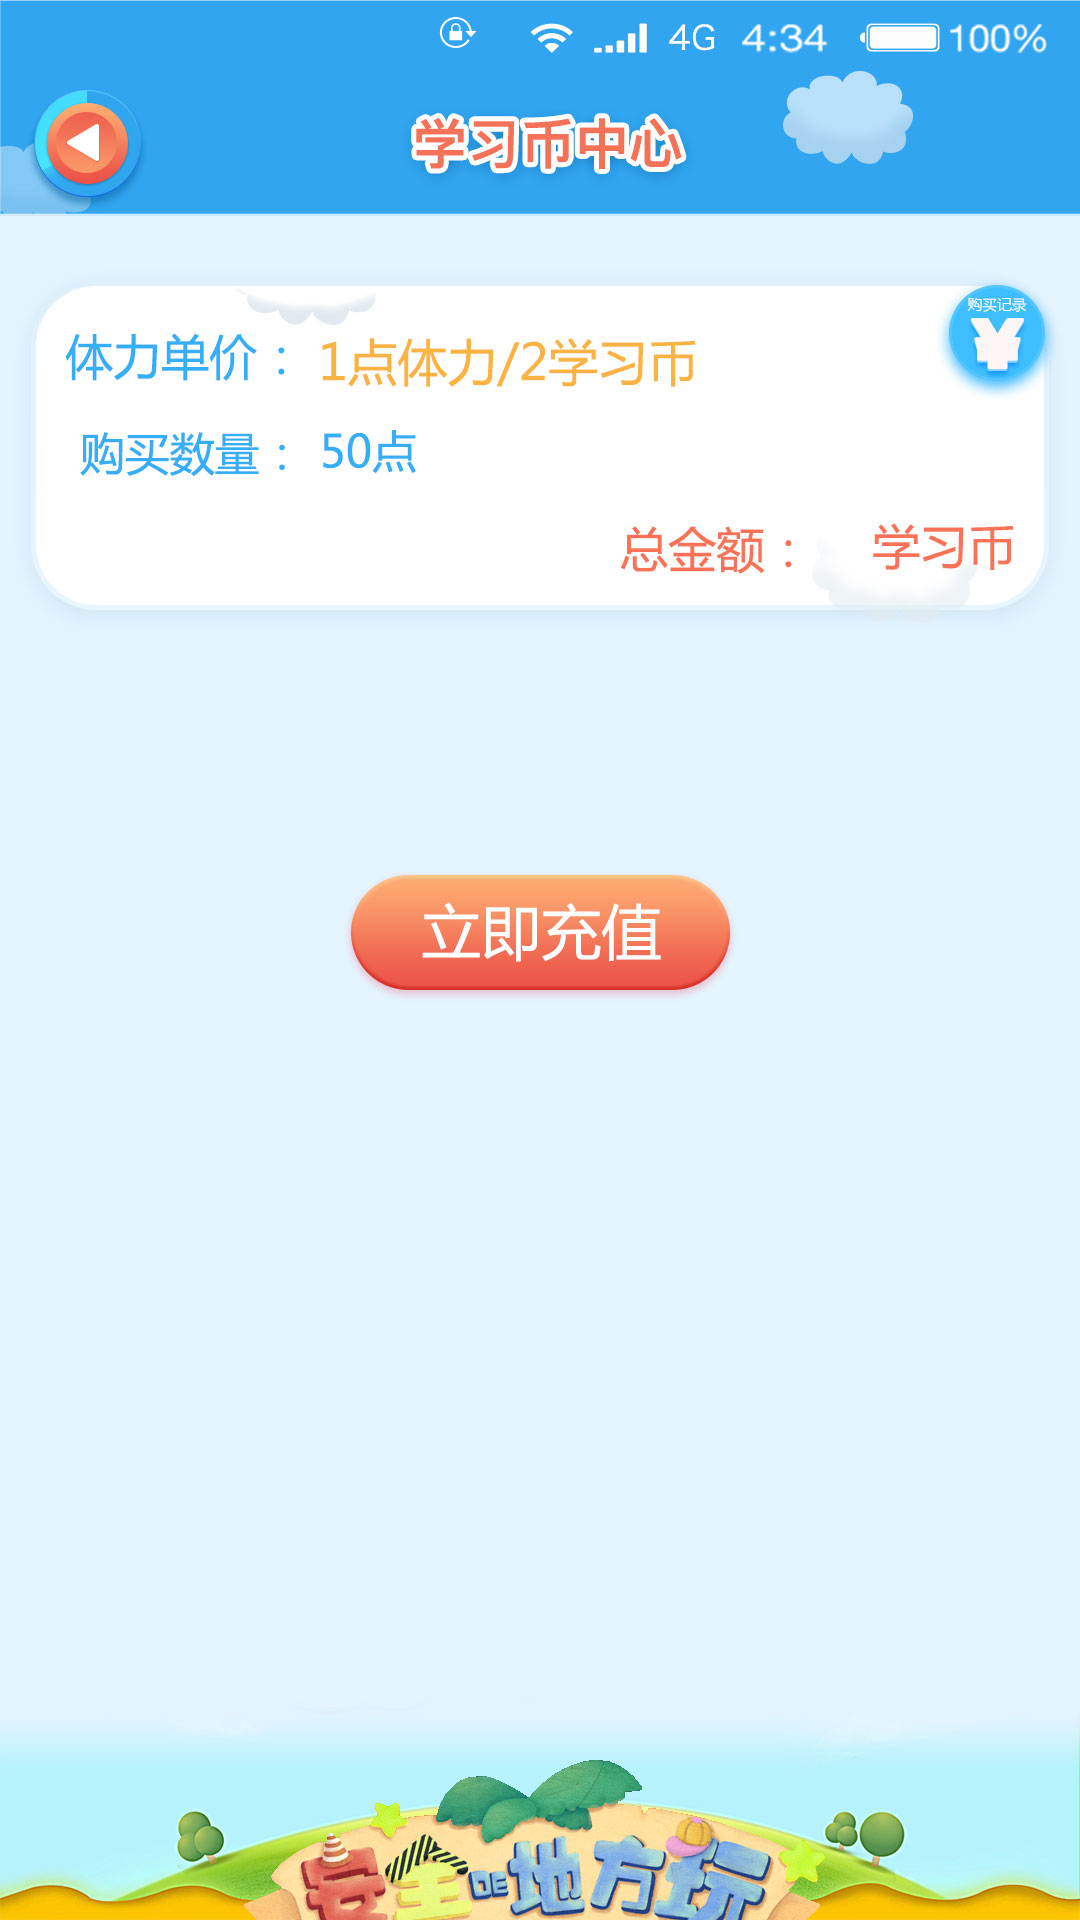 4G 4:34 100%
学习币中心
购买记录
体力单价：1点体力/2学习币
购买数量：50点
总金额：　学习币
立即充值
安全DE地方玩